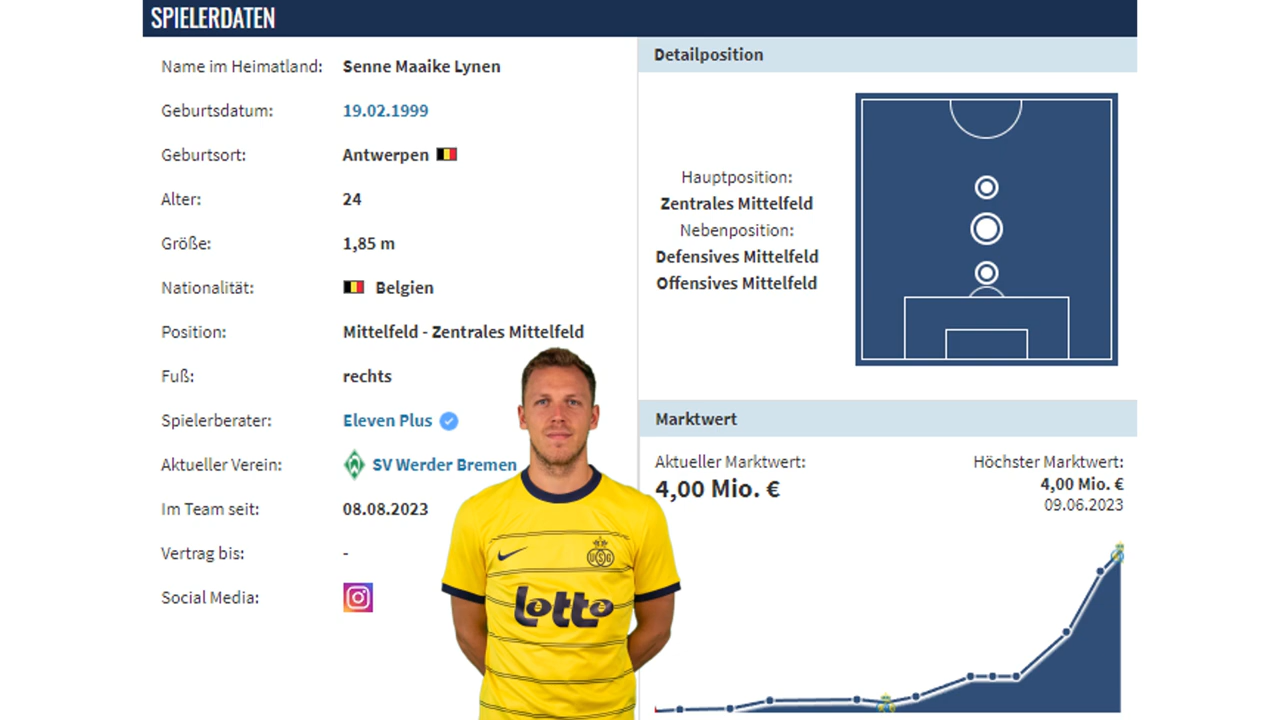 SPIELERDATEN
Name im Heimatland: Senne Maaike Lynen
Geburtsdatum: 19.02.1999
Geburtsort: Antwerpen
Alter: 24
Größe: 1,85 m
Nationalität: Belgien
Position: Mittelfeld - Zentrales Mittelfeld
Fuß: rechts
Spielerberater: Eleven Plus
Aktueller Verein: SV Werder Bremen
Im Team seit: 08.08.2023
Vertrag bis: -
Social Media:
USG
Lotto
Detailposition
Hauptposition:
Zentrales Mittelfeld
Nebenposition:
Defensives Mittelfeld
Offensives Mittelfeld
Marktwert
Aktueller Marktwert:
4,00 Mio. €
Höchster Marktwert:
4,00 Mio. €
09.06.2023